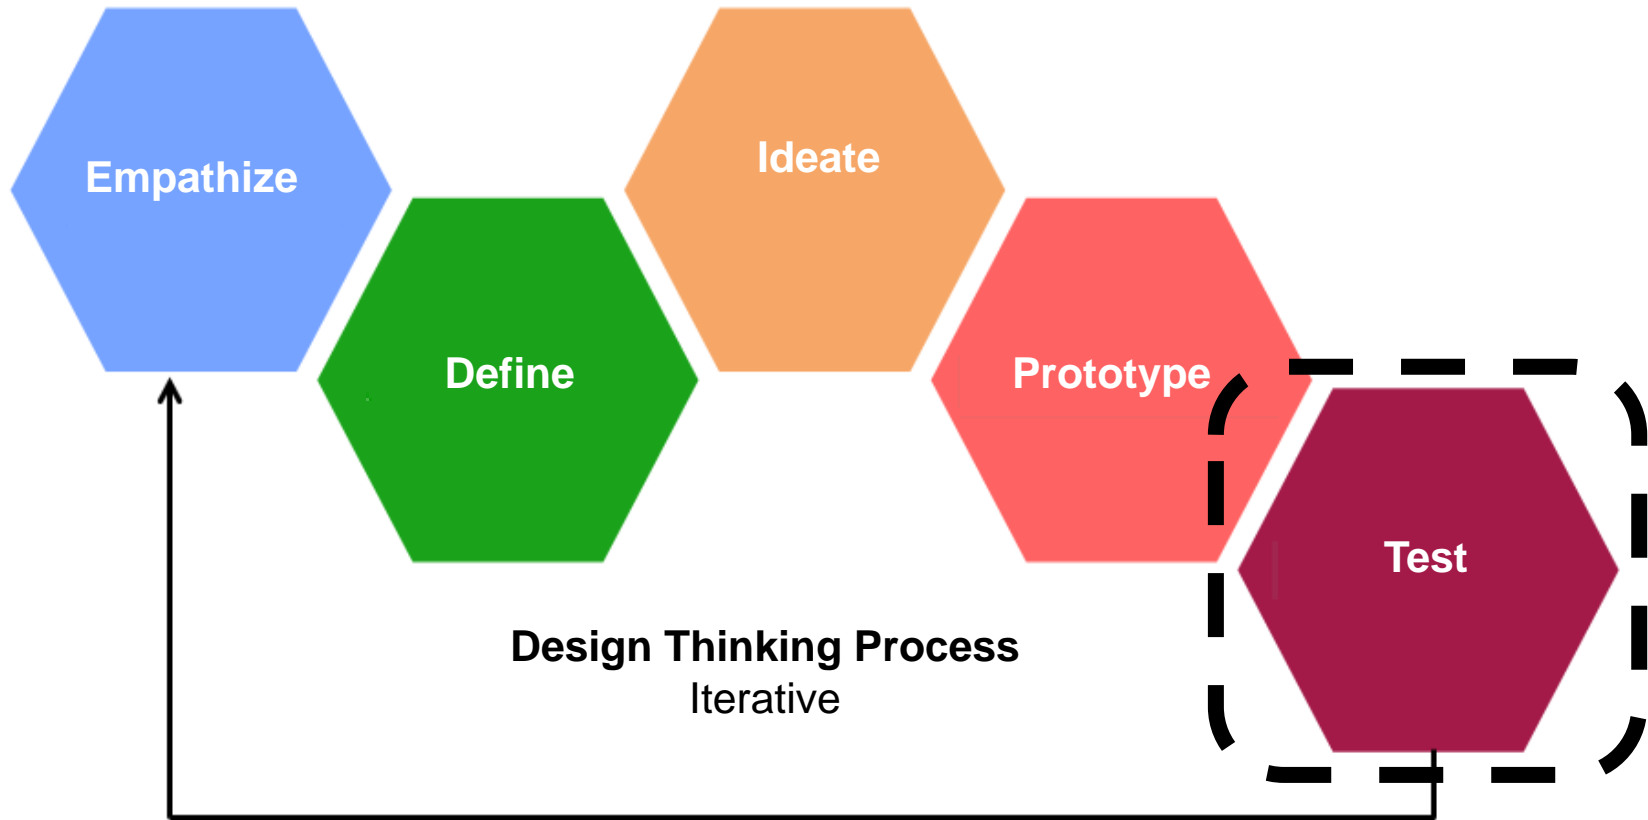 Empathize
Define
Ideate
Prototype
Test
Design Thinking Process
Iterative